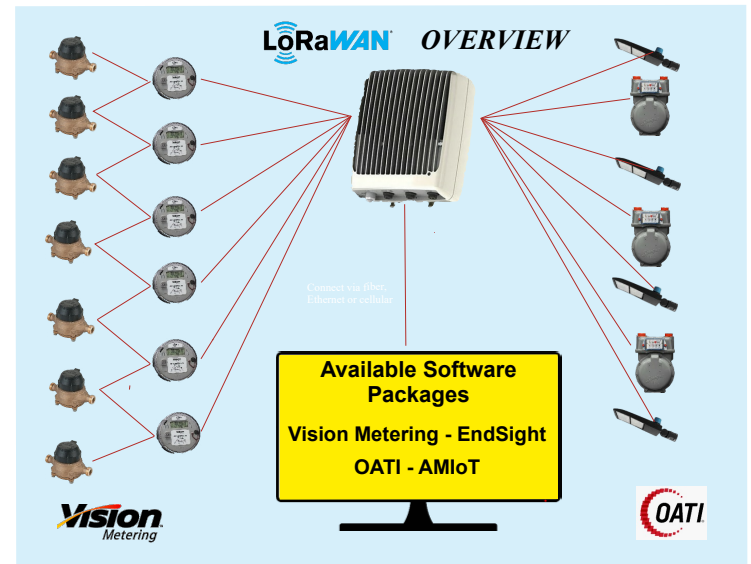 LoRaWAN OVERVIEW
Connect via fiber,
Ethernet or cellular
Available Software
Packages
Vision Metering - EndSight
OATI - AMIoT
Vision
Metering
OATI